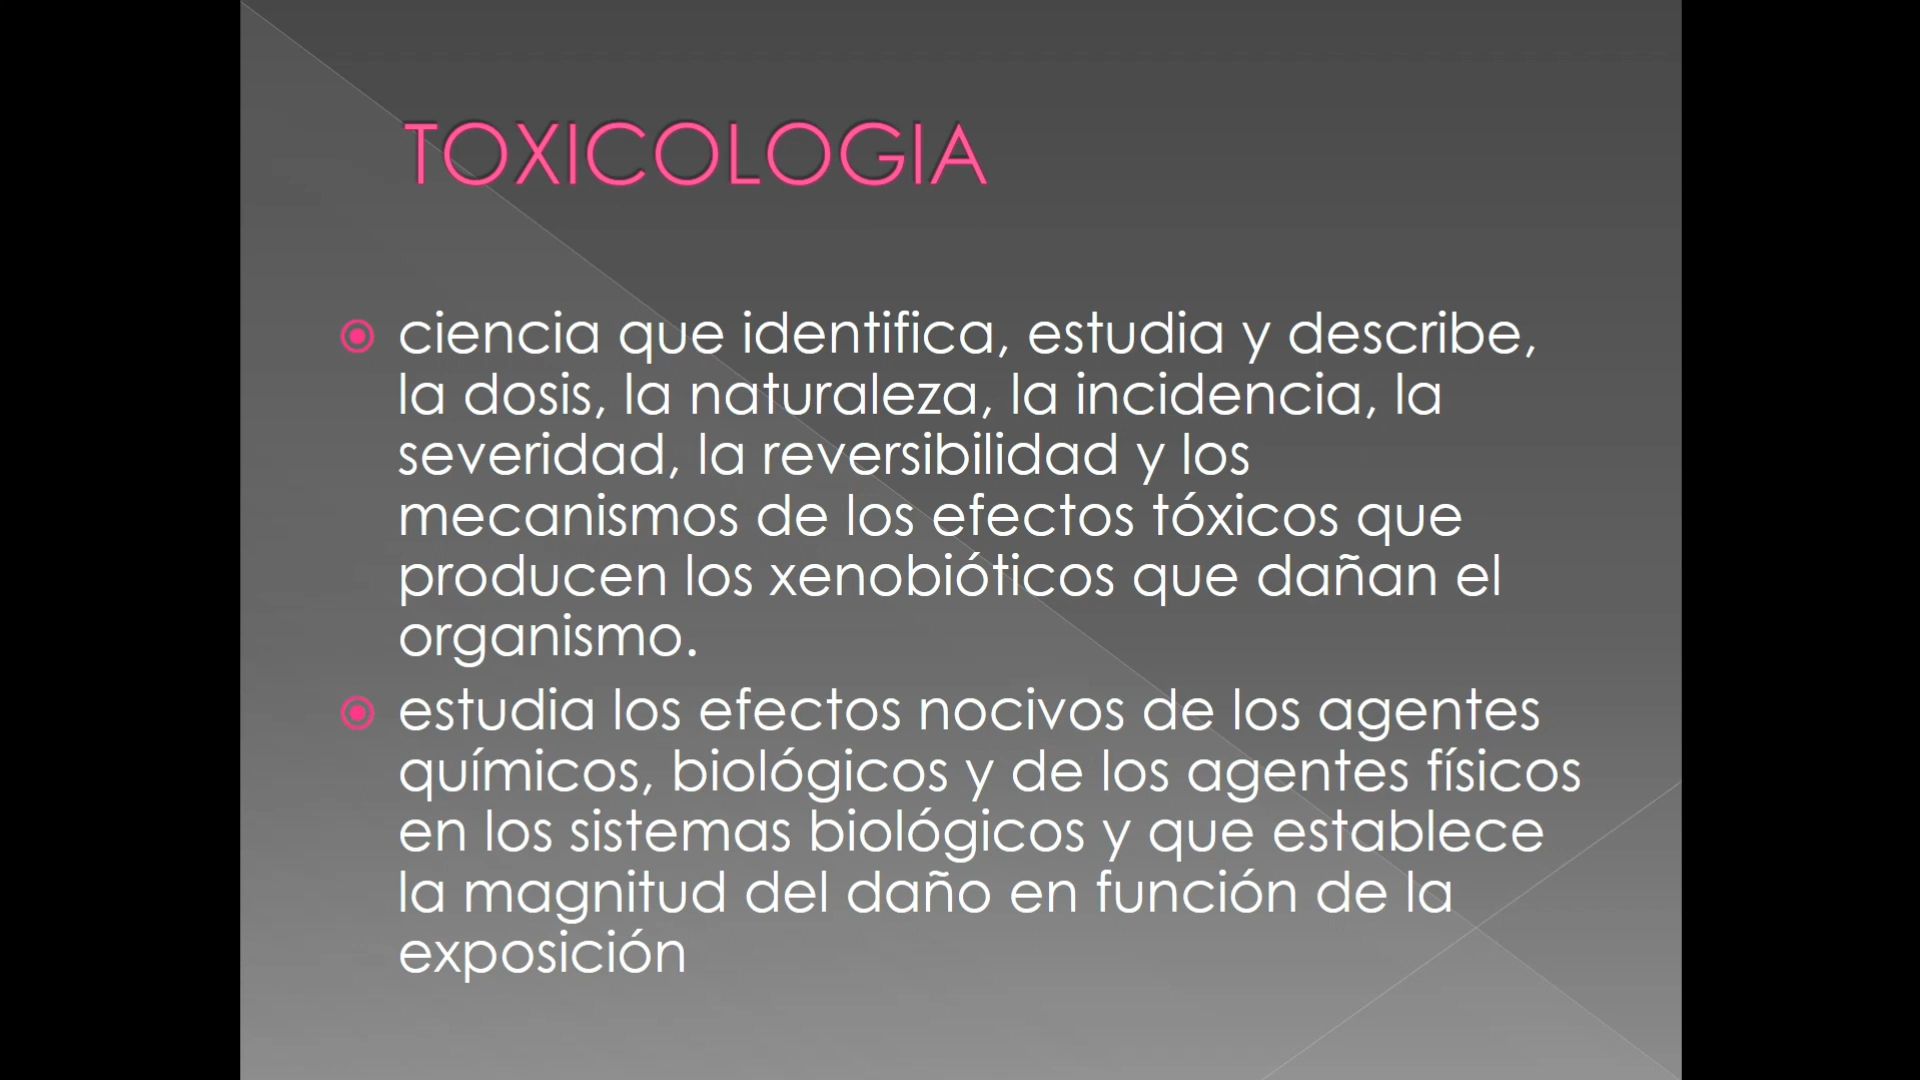 TOXICOLOGIA
ciencia que identifica, estudia y describe,
la dosis, la naturaleza, la incidencia, la
severidad, la reversibilidad y los
mecanismos de los efectos tóxicos que
producen los xenobióticos que dañan el
organismo.
estudia los efectos nocivos de los agentes
químicos, biológicos y de los agentes físicos
en los sistemas biológicos y que establece
la magnitud del daño en función de la
exposición